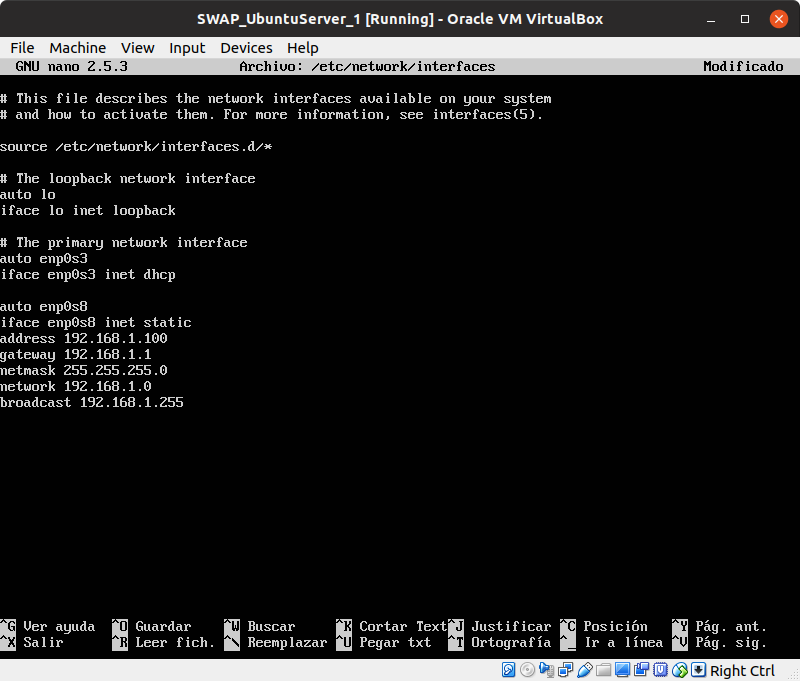 SWAP_UbuntuServer_1 [Running] - Oracle VM VirtualBox
File Machine View Input Devices Help
GNU nano 2.5.3 Archivo: /etc/network/interfaces Modificado
# This file describes the network interfaces available on your system
# and how to activate them. For more information, see interfaces(5).
source /etc/network/interfaces.d/*
# The loopback network interface
auto lo
iface lo inet loopback
# The primary network interface
auto enp0s3
iface enp0s3 inet dhcp
auto enp0s8
iface enp0s8 inet static
address 192.168.1.100
gateway 192.168.1.1
netmask 255.255.255.0
network 192.168.1.0
broadcast 192.168.1.255
^G Ver ayuda ^O Guardar ^W Buscar ^K Cortar Text ^J Justificar ^C Posición ^Y Pág. ant.
^X Salir ^R Leer fich. ^\ Reemplazar ^U Pegar txt ^T Ortografía ^_ Ir a línea ^V Pág. sig.
Right Ctrl